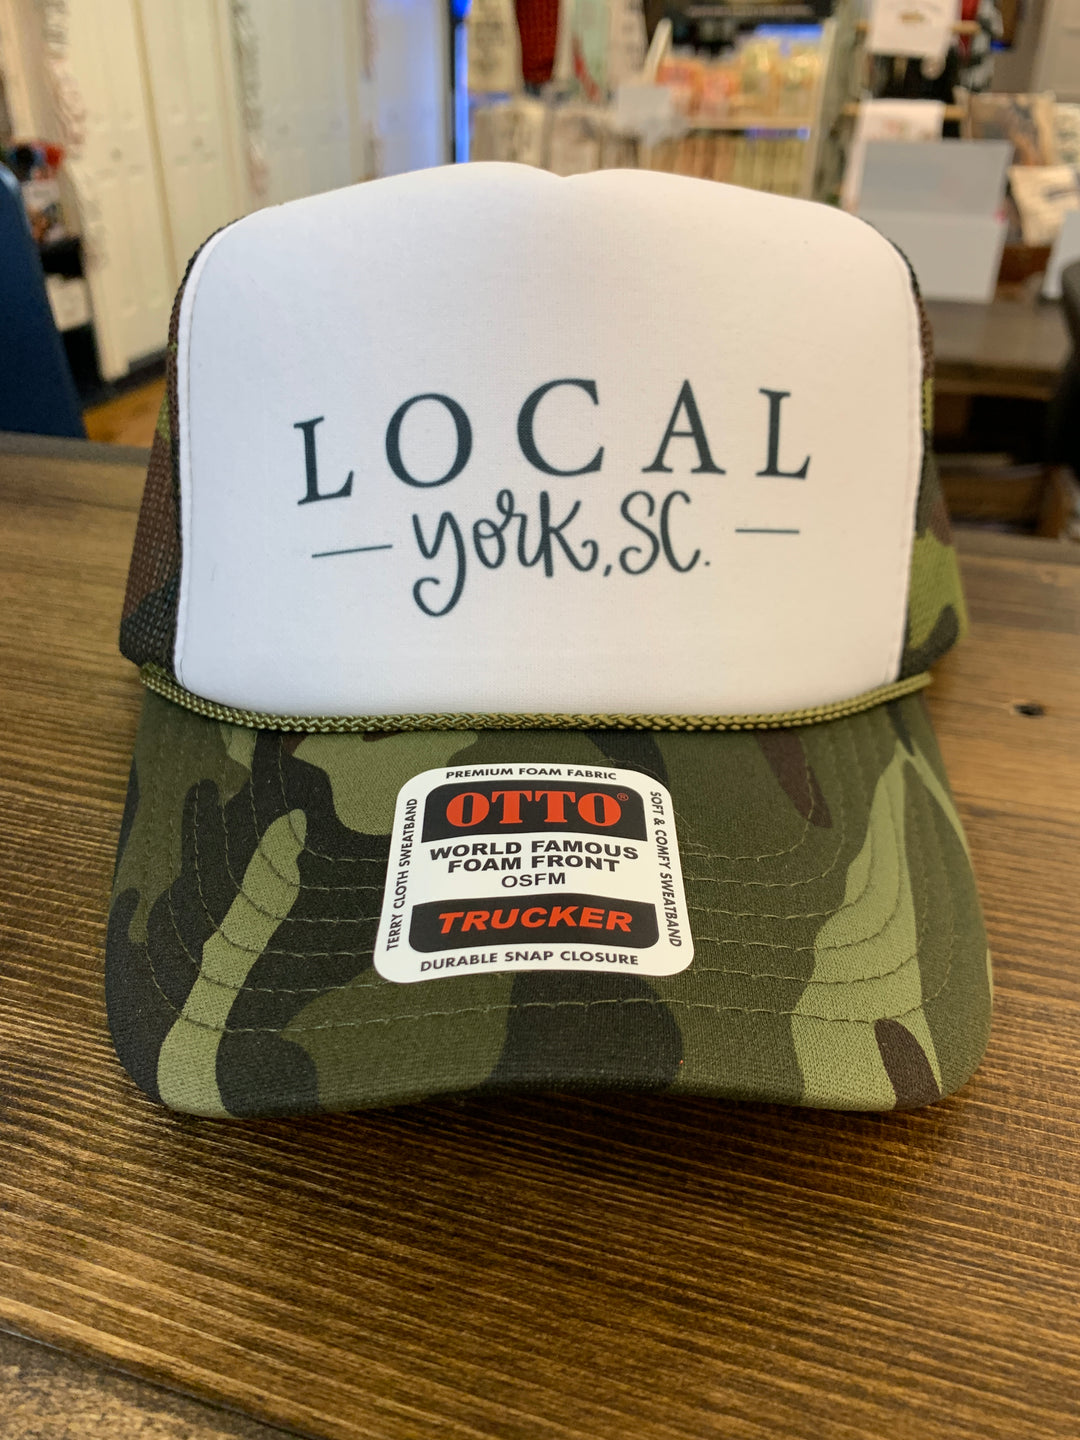 LOCAL
— york, SC. —
PREMIUM FOAM FABRIC
OTTO®
WORLD FAMOUS
FOAM FRONT
OSFM
TRUCKER
DURABLE SNAP CLOSURE
TERRY CLOTH SWEATBAND
SOFT & COMFY SWEATBAND